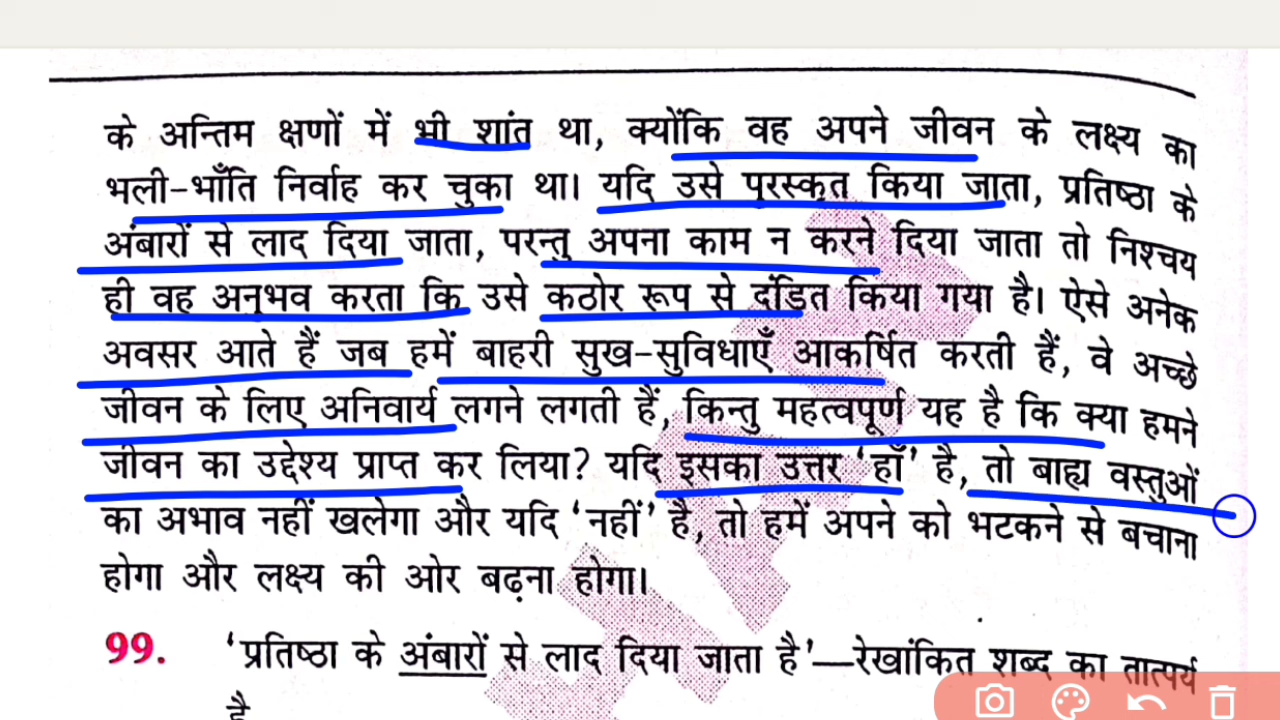 के अन्तिम क्षणों में भी शांत था, क्योंकि वह अपने जीवन के लक्ष्य का
भली-भाँति निर्वाह कर चुका था। यदि उसे पुरस्कृत किया जाता, प्रतिष्ठा के
अंबारों से लाद दिया जाता, परन्तु अपना काम न करने दिया जाता तो निश्चय
ही वह अनुभव करता कि उसे कठोर रूप से दंडित किया गया है। ऐसे अनेक
अवसर आते हैं जब हमें बाहरी सुख-सुविधाएँ आकर्षित करती हैं, वे अच्छे
जीवन के लिए अनिवार्य लगने लगती हैं, किन्तु महत्वपूर्ण यह है कि क्या हमने
जीवन का उद्देश्य प्राप्त कर लिया? यदि इसका उत्तर ‘हाँ’ है, तो बाह्य वस्तुओं
का अभाव नहीं खलेगा और यदि ‘नहीं’ है, तो हमें अपने को भटकने से बचाना
होगा और लक्ष्य की ओर बढ़ना होगा।
99. ‘प्रतिष्ठा के अंबारों से लाद दिया जाता है’—रेखांकित शब्द का तात्पर्य
है